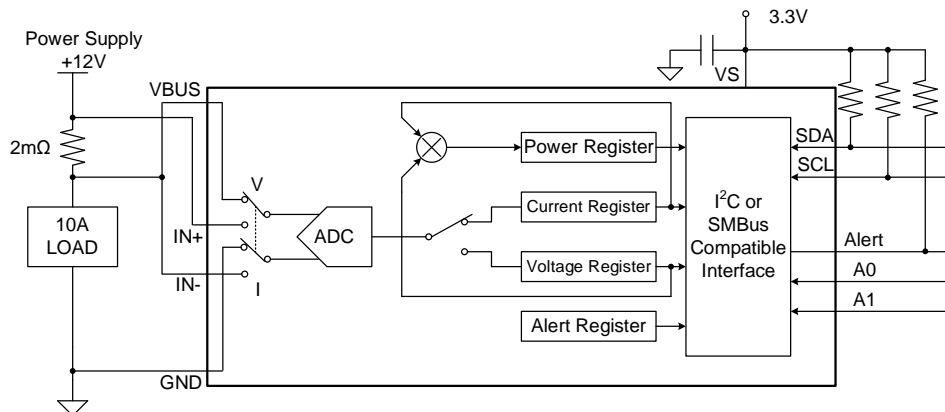 3.3V
Power Supply
+12V
VS
VBUS
2mΩ
Power Register
SDA
SCL
V
10A
LOAD
IN+
ADC
Current Register
I²C or
SMBus
Compatible
Interface
Alert
IN-
I
Voltage Register
A0
A1
Alert Register
GND